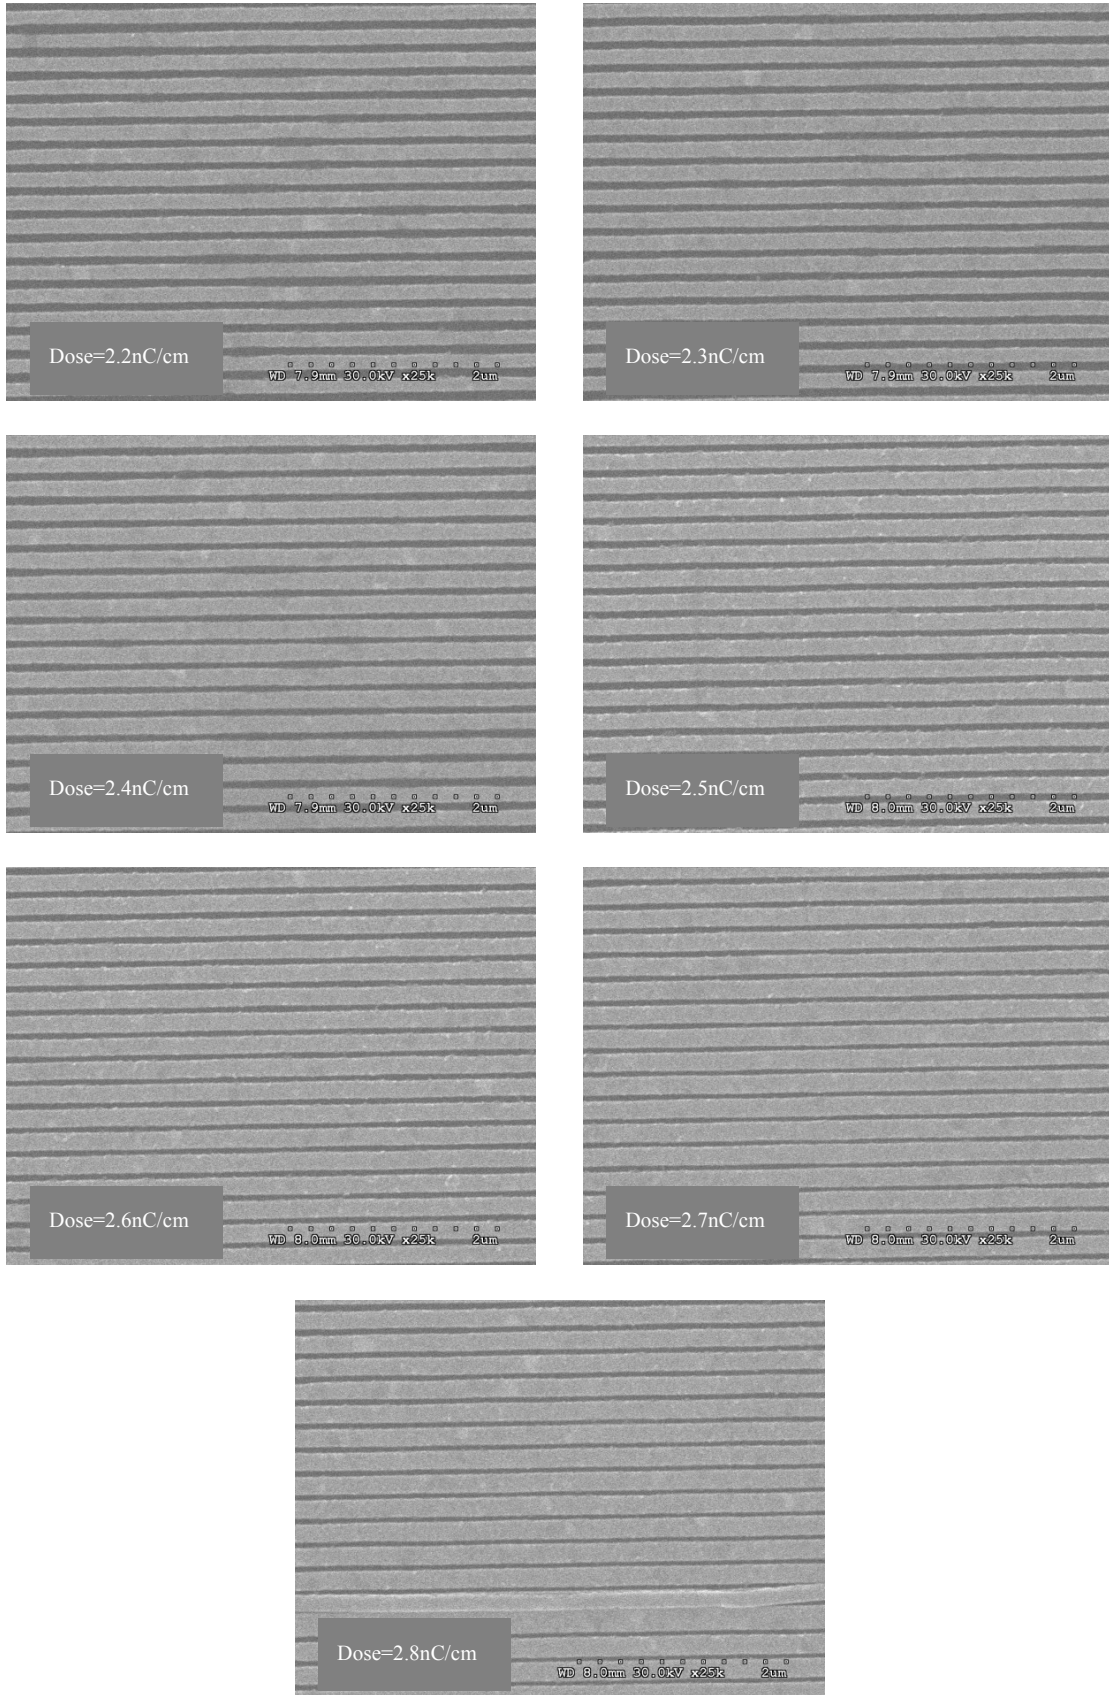 Dose=2.2nC/cm
WD 7.9mm 30.0kV x25k 2um
Dose=2.3nC/cm
WD 7.9mm 30.0kV x25k 2um
Dose=2.4nC/cm
WD 7.9mm 30.0kV x25k 2um
Dose=2.5nC/cm
WD 8.0mm 30.0kV x25k 2um
Dose=2.6nC/cm
WD 8.0mm 30.0kV x25k 2um
Dose=2.7nC/cm
WD 8.0mm 30.0kV x25k 2um
Dose=2.8nC/cm
WD 8.0mm 30.0kV x25k 2um